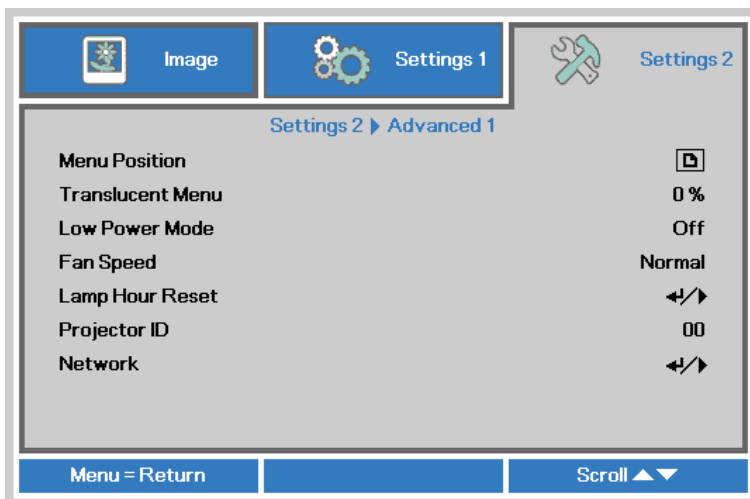 Image Settings 1 Settings 2
Settings 2 ▶ Advanced 1
Menu Position
Translucent Menu 0 %
Low Power Mode Off
Fan Speed Normal
Lamp Hour Reset ↵/▶
Projector ID 00
Network ↵/▶
Menu = Return Scroll ▲▼